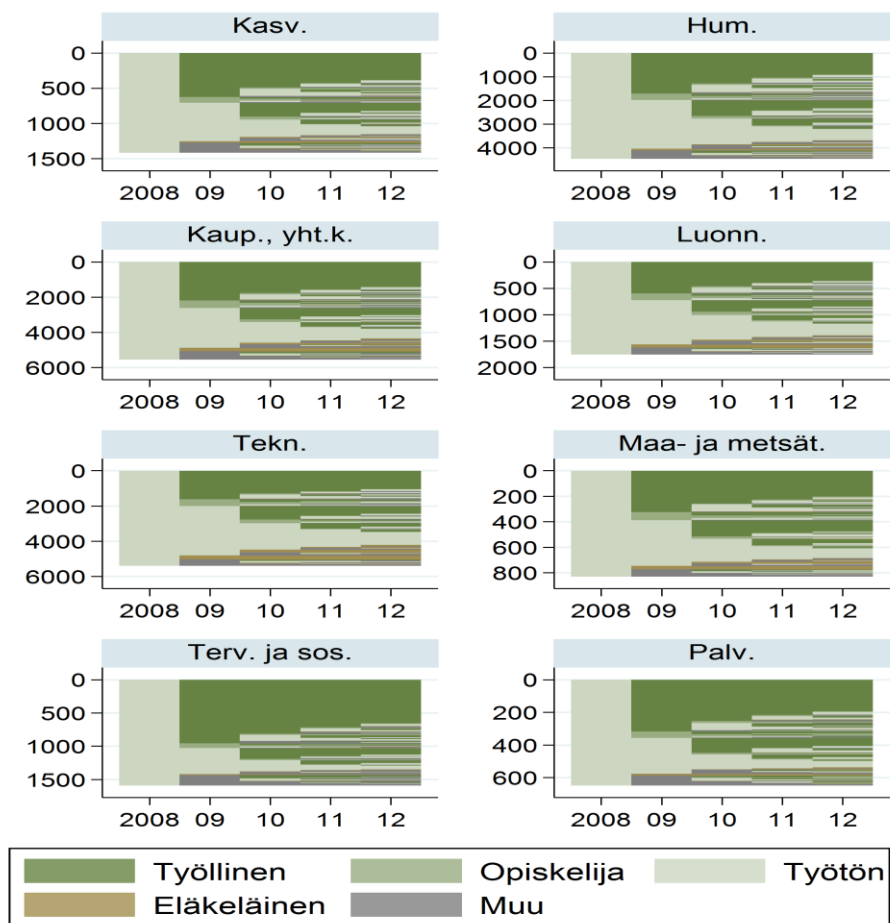 Kasv.
0
500
1000
1500
2008 09 10 11 12
Hum.
0
1000
2000
3000
4000
2008 09 10 11 12
Kaup., yht.k.
0
2000
4000
6000
2008 09 10 11 12
Luonn.
0
500
1000
1500
2000
2008 09 10 11 12
Tekn.
0
2000
4000
6000
2008 09 10 11 12
Maa- ja metsät.
0
200
400
600
800
2008 09 10 11 12
Terv. ja sos.
0
500
1000
1500
2008 09 10 11 12
Palv.
0
200
400
600
2008 09 10 11 12
Työllinen Opiskelija Työtön
Eläkeläinen Muu